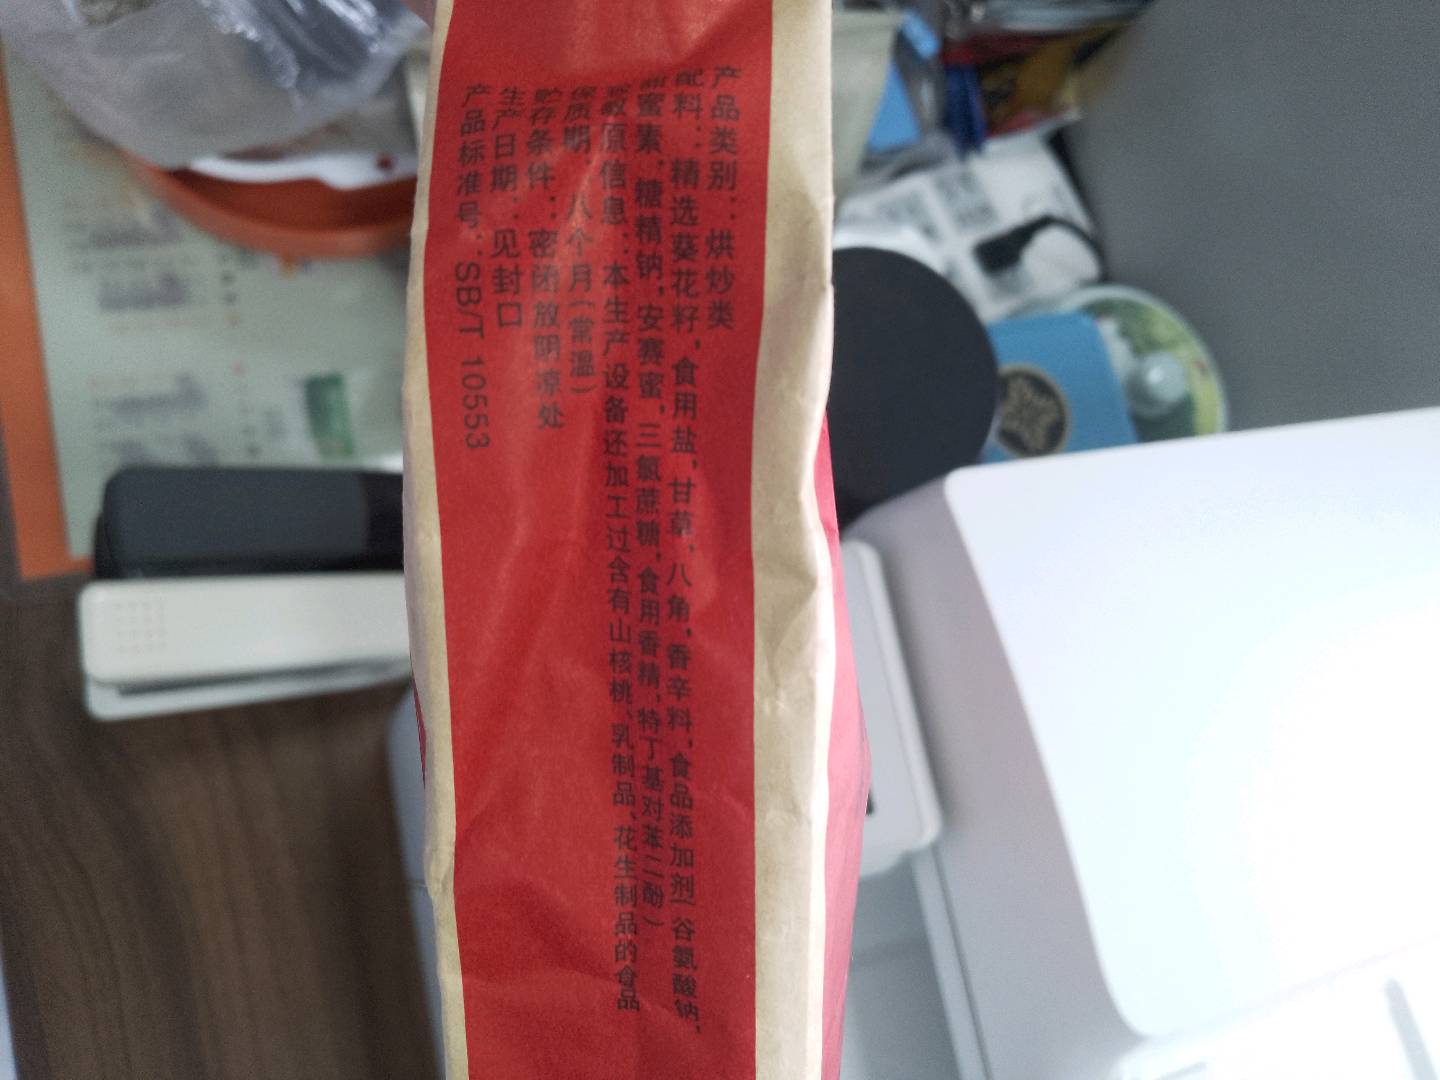 产品类别：烘炒类
配料：精选葵花籽，食用盐，甘草，八角，香辛料，食品添加剂（谷氨酸钠，
甜蜜素，糖精钠，安赛蜜，三氯蔗糖，食用香精，特丁基对苯二酚）
致敏原信息：本生产设备还加工过含有山核桃、乳制品、花生制品的食品
保质期：八个月（常温）
贮存条件：密闭放阴凉处
生产日期：见封口
产品标准号：SB/T 10553